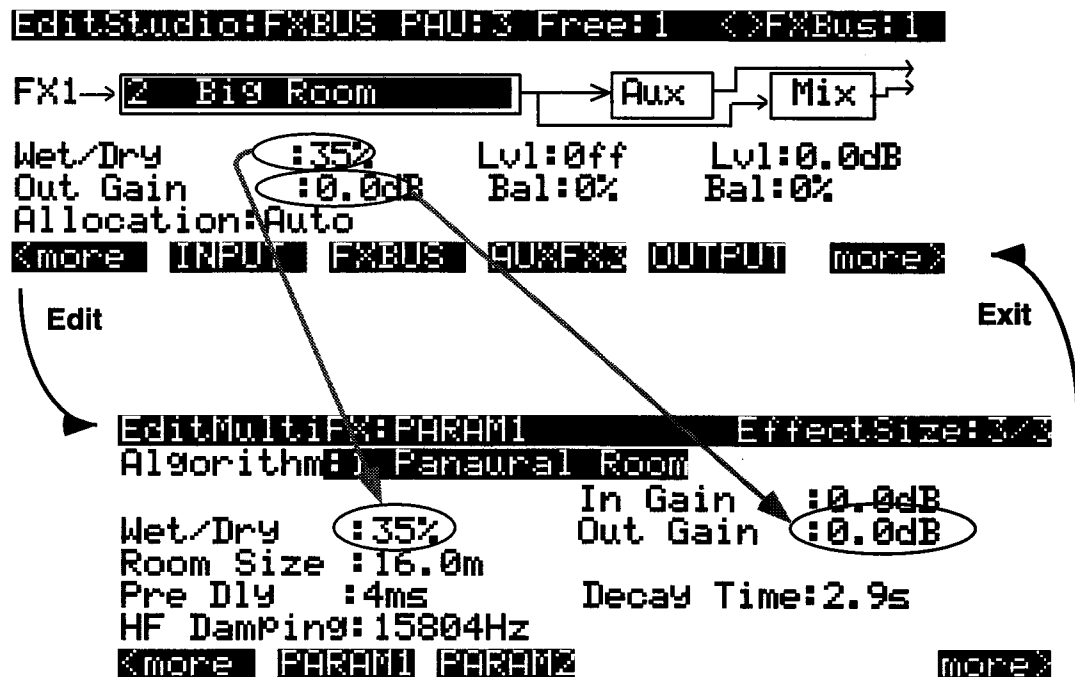 EditStudio:FXBUS PAU:3 Free:1 <>FXBus:1
FX1→ 2 Big Room Aux Mix
Wet/Dry :35% Lvl:Off Lvl:0.0dB
Out Gain :0.0dB Bal:0% Bal:0%
Allocation:Auto
<more INPUT FXBUS AUXFX3 OUTPUT more>
Edit Exit
EditMultiFX:PARAM1 EffectSize:3/3
Algorithm:1 Panaural Room
In Gain :0.0dB
Wet/Dry :35% Out Gain :0.0dB
Room Size :16.0m
Pre Dly :4ms Decay Time:2.9s
HF Damping:15804Hz
<more PARAM1 PARAM2 more>